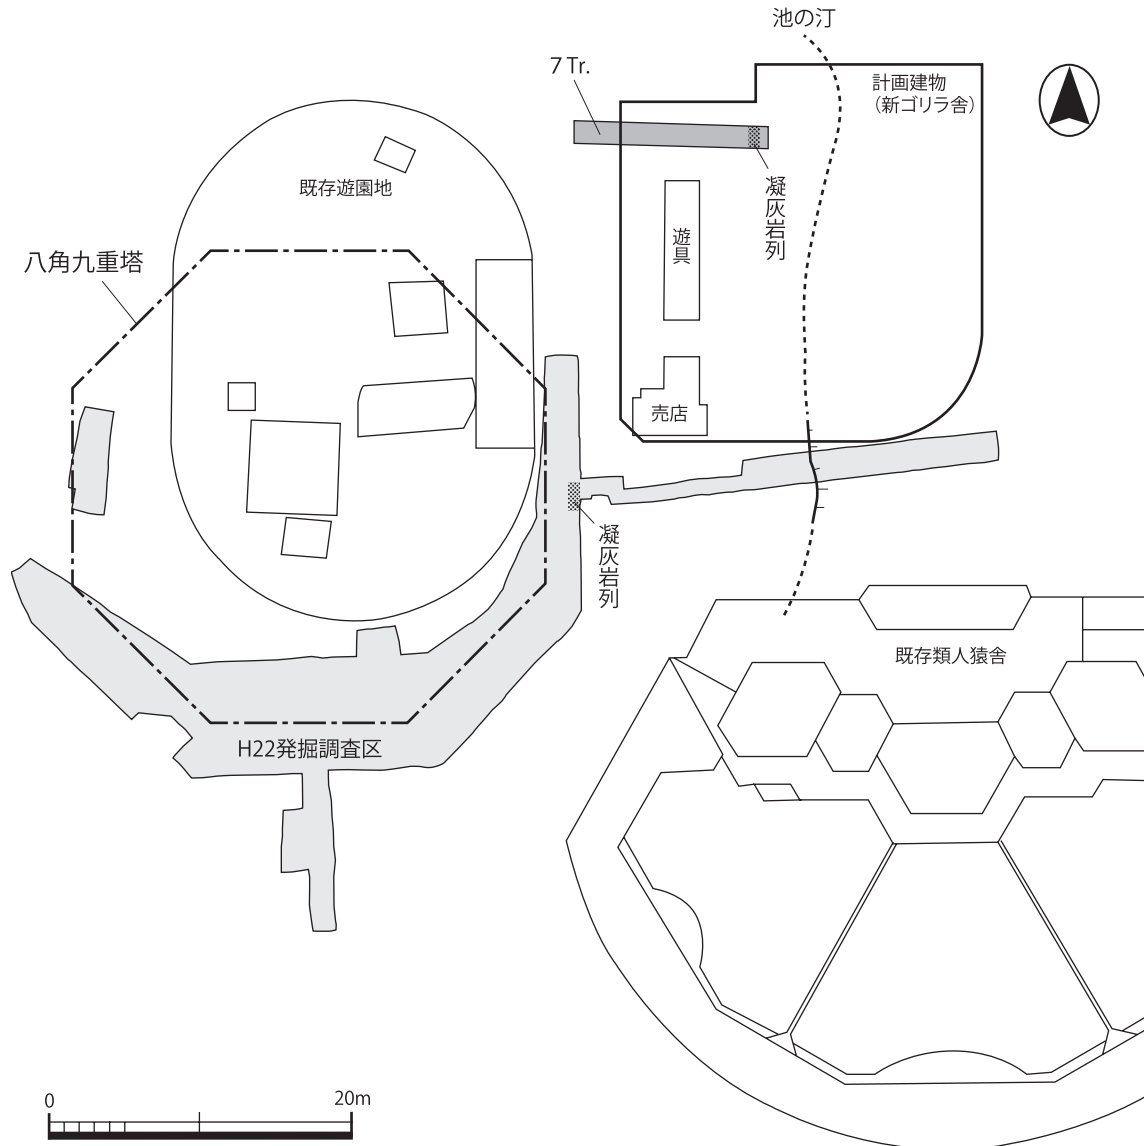 池の汀
7 Tr.
計画建物
（新ゴリラ舎）
凝灰岩列
既存遊園地
遊具
八角九重塔
売店
凝灰岩列
既存類人猿舎
H22発掘調査区
0
20m